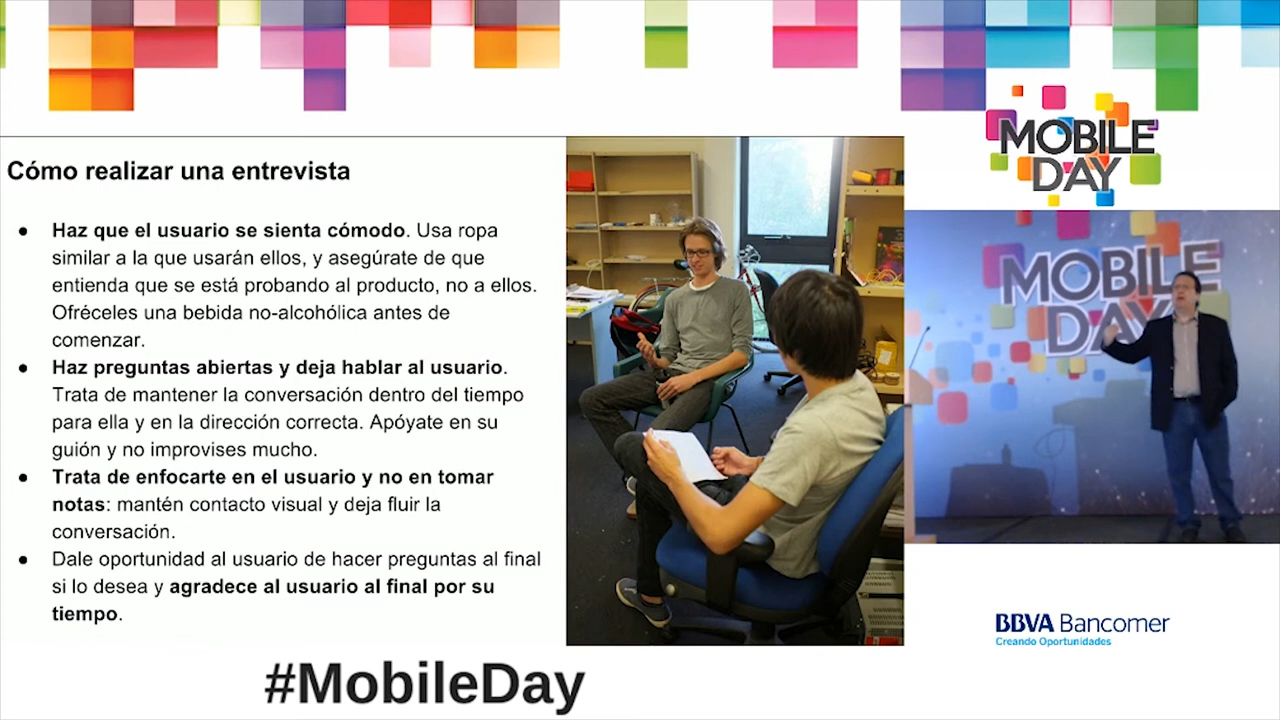 MOBILE
DAY
Cómo realizar una entrevista
● Haz que el usuario se sienta cómodo. Usa ropa
similar a la que usarán ellos, y asegúrate de que
entienda que se está probando al producto, no a ellos.
Ofréceles una bebida no-alcohólica antes de
comenzar.
● Haz preguntas abiertas y deja hablar al usuario.
Trata de mantener la conversación dentro del tiempo
para ella y en la dirección correcta. Apóyate en su
guión y no improvises mucho.
● Trata de enfocarte en el usuario y no en tomar
notas: mantén contacto visual y deja fluir la
conversación.
● Dale oportunidad al usuario de hacer preguntas al final
si lo desea y agradece al usuario al final por su
tiempo.
MOBILE
DAY
BBVA Bancomer
Creando Oportunidades
#MobileDay